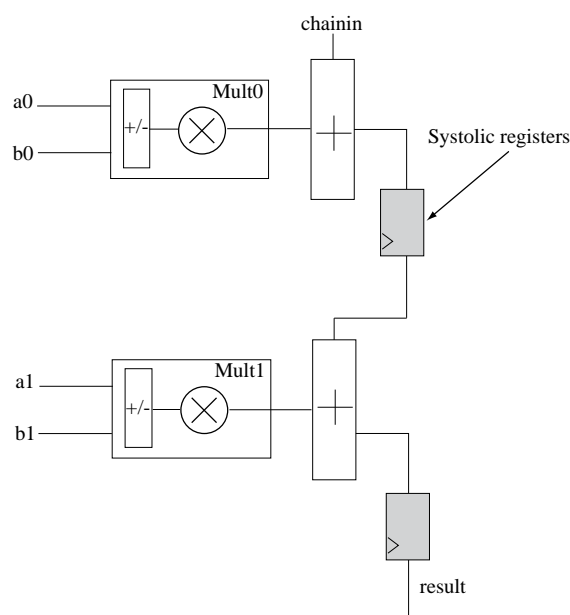 chainin
Mult0
a0
+/-
b0
Systolic registers
Mult1
a1
+/-
b1
result